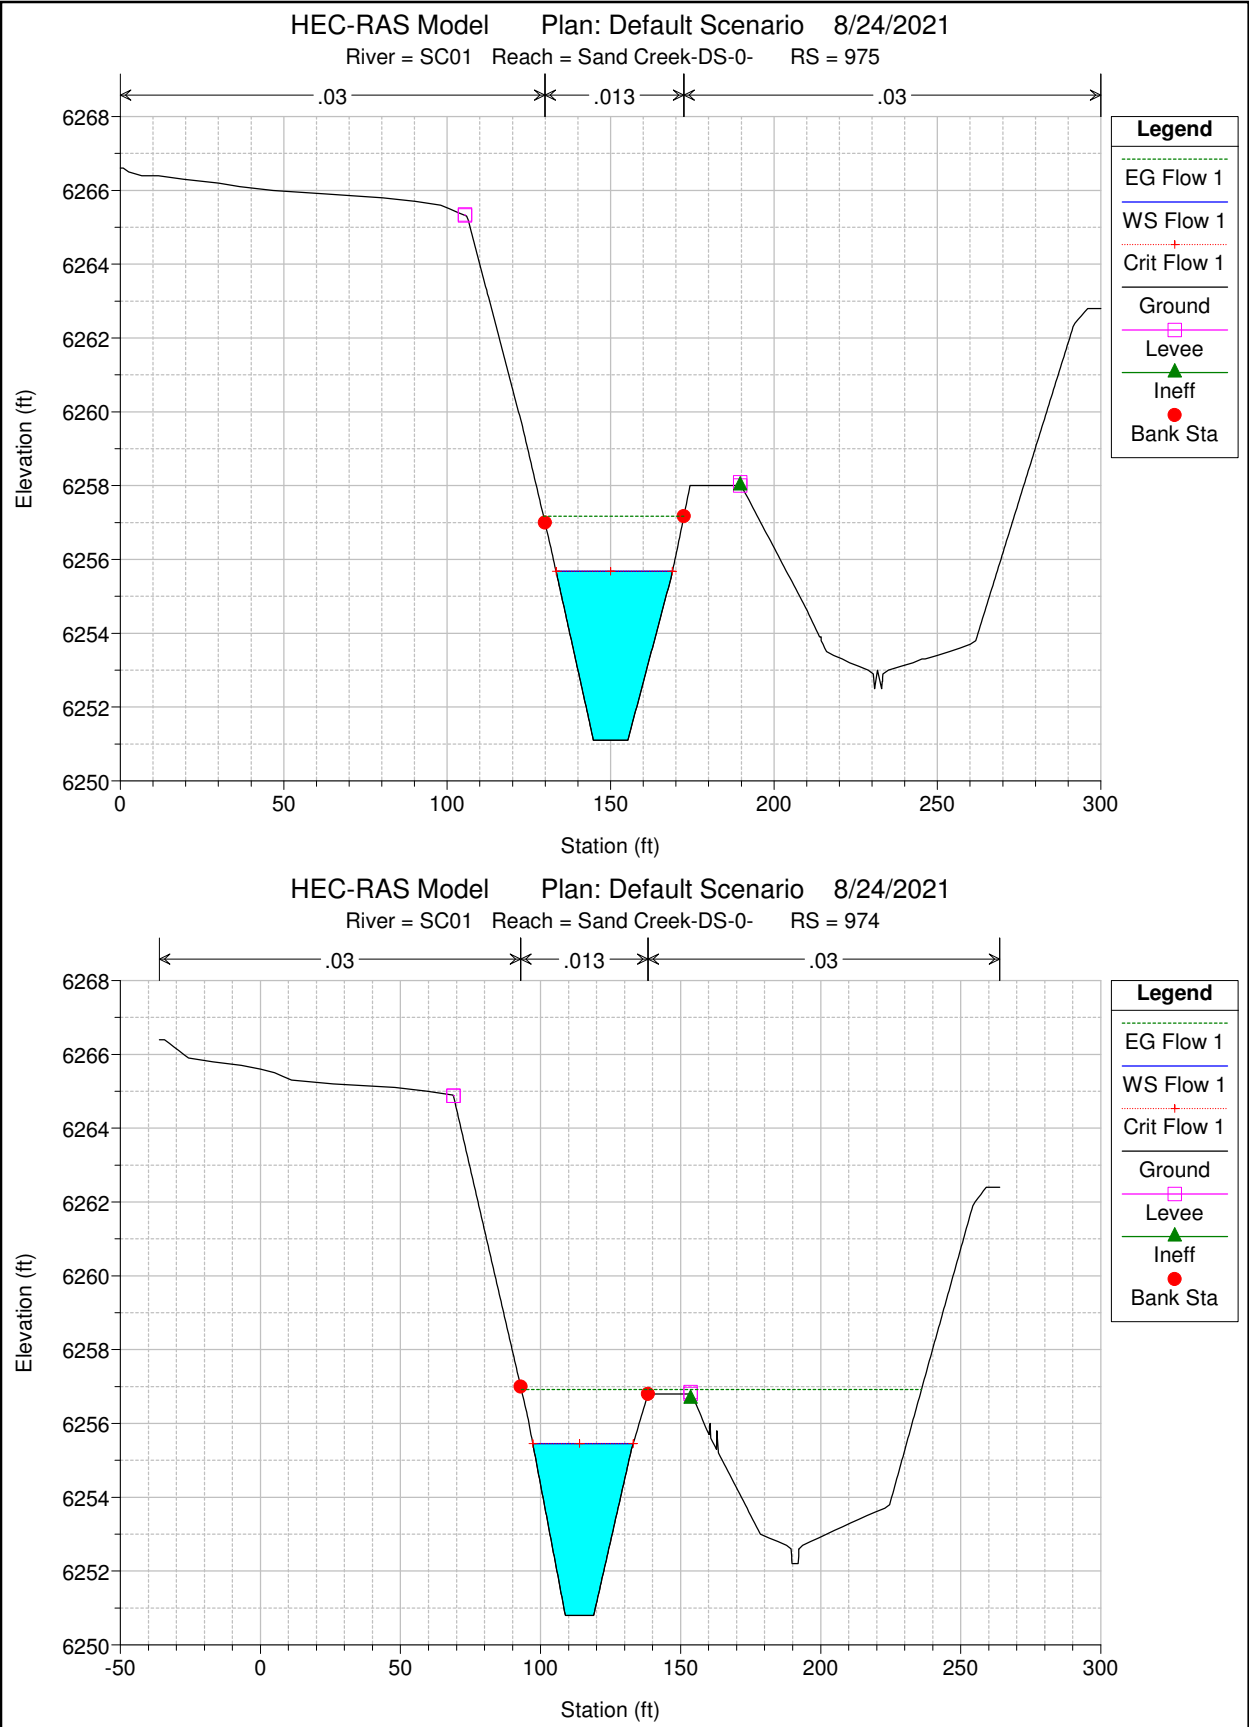 HEC-RAS Model Plan: Default Scenario 8/24/2021
River = SC01 Reach = Sand Creek-DS-0- RS = 975
.03 .013 .03
6268
6266
6264
6262
6260
6258
6256
6254
6252
6250
Elevation (ft)
0 50 100 150 200 250 300
Station (ft)
Legend
EG Flow 1
WS Flow 1
Crit Flow 1
Ground
Levee
Ineff
Bank Sta
HEC-RAS Model Plan: Default Scenario 8/24/2021
River = SC01 Reach = Sand Creek-DS-0- RS = 974
.03 .013 .03
6268
6266
6264
6262
6260
6258
6256
6254
6252
6250
Elevation (ft)
-50 0 50 100 150 200 250 300
Station (ft)
Legend
EG Flow 1
WS Flow 1
Crit Flow 1
Ground
Levee
Ineff
Bank Sta